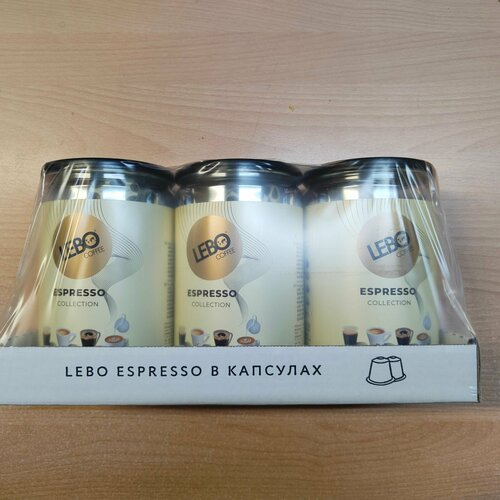 LEBO
COFFEE
ESPRESSO
COLLECTION
LEBO
COFFEE
ESPRESSO
COLLECTION
LEBO
COFFEE
ESPRESSO
COLLECTION
LEBO ESPRESSO В КАПСУЛАХ